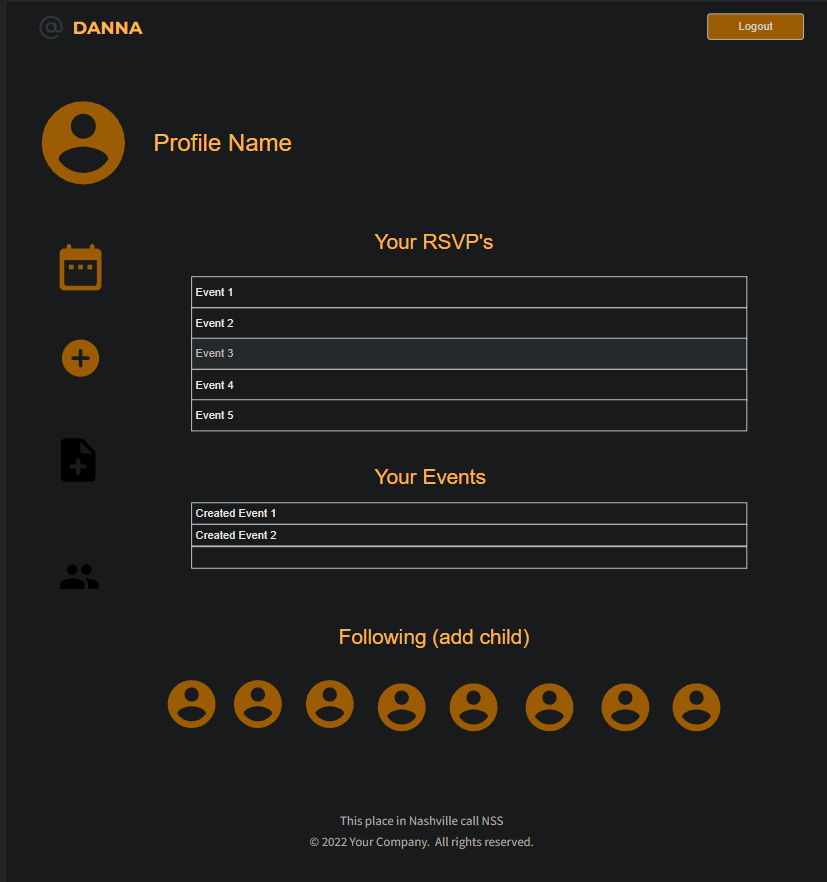 @ DANNA
Logout
Profile Name
Your RSVP's
Event 1
Event 2
Event 3
Event 4
Event 5
Your Events
Created Event 1
Created Event 2
Following (add child)
This place in Nashville call NSS
© 2022 Your Company.  All rights reserved.